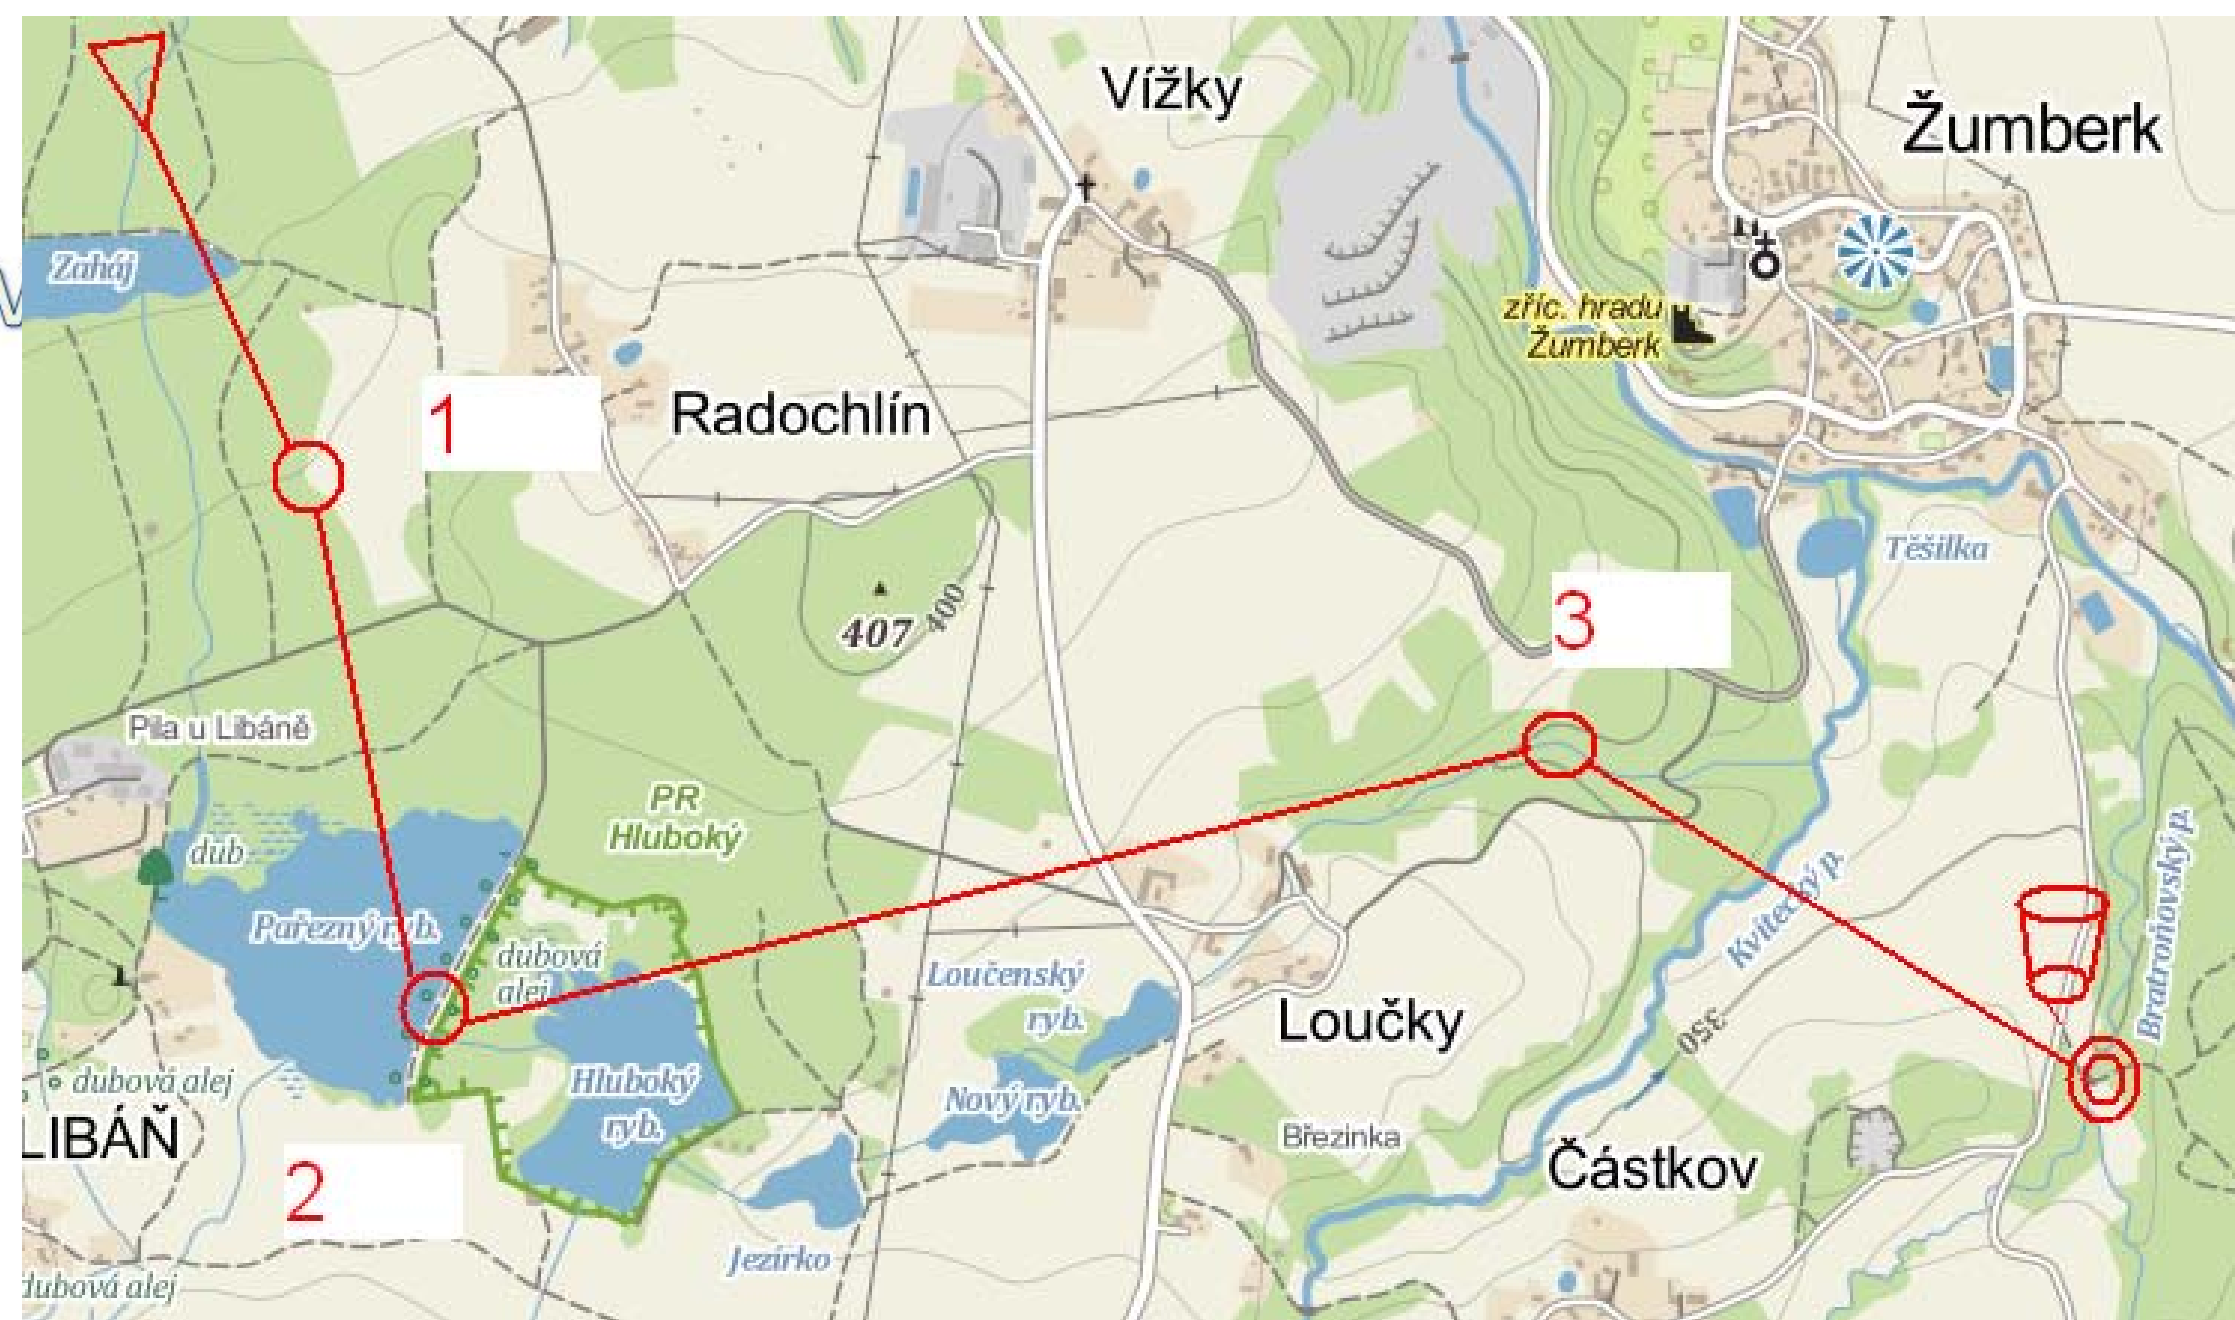 Vížky
Žumberk
Zaháj
zříc. hradu
Žumberk
1
Radochlín
Těšilka
407
400
3
Pila u Libáně
PR
Hluboký
dub
Pařezný ryb.
dubová
alej
Kvítecký p.
Bratroňovský p.
Loučenský
ryb.
Loučky
350
dubová alej
Hluboký
ryb.
Nový ryb.
LIBÁŇ
Březinka
Částkov
2
Jezírko
dubová alej